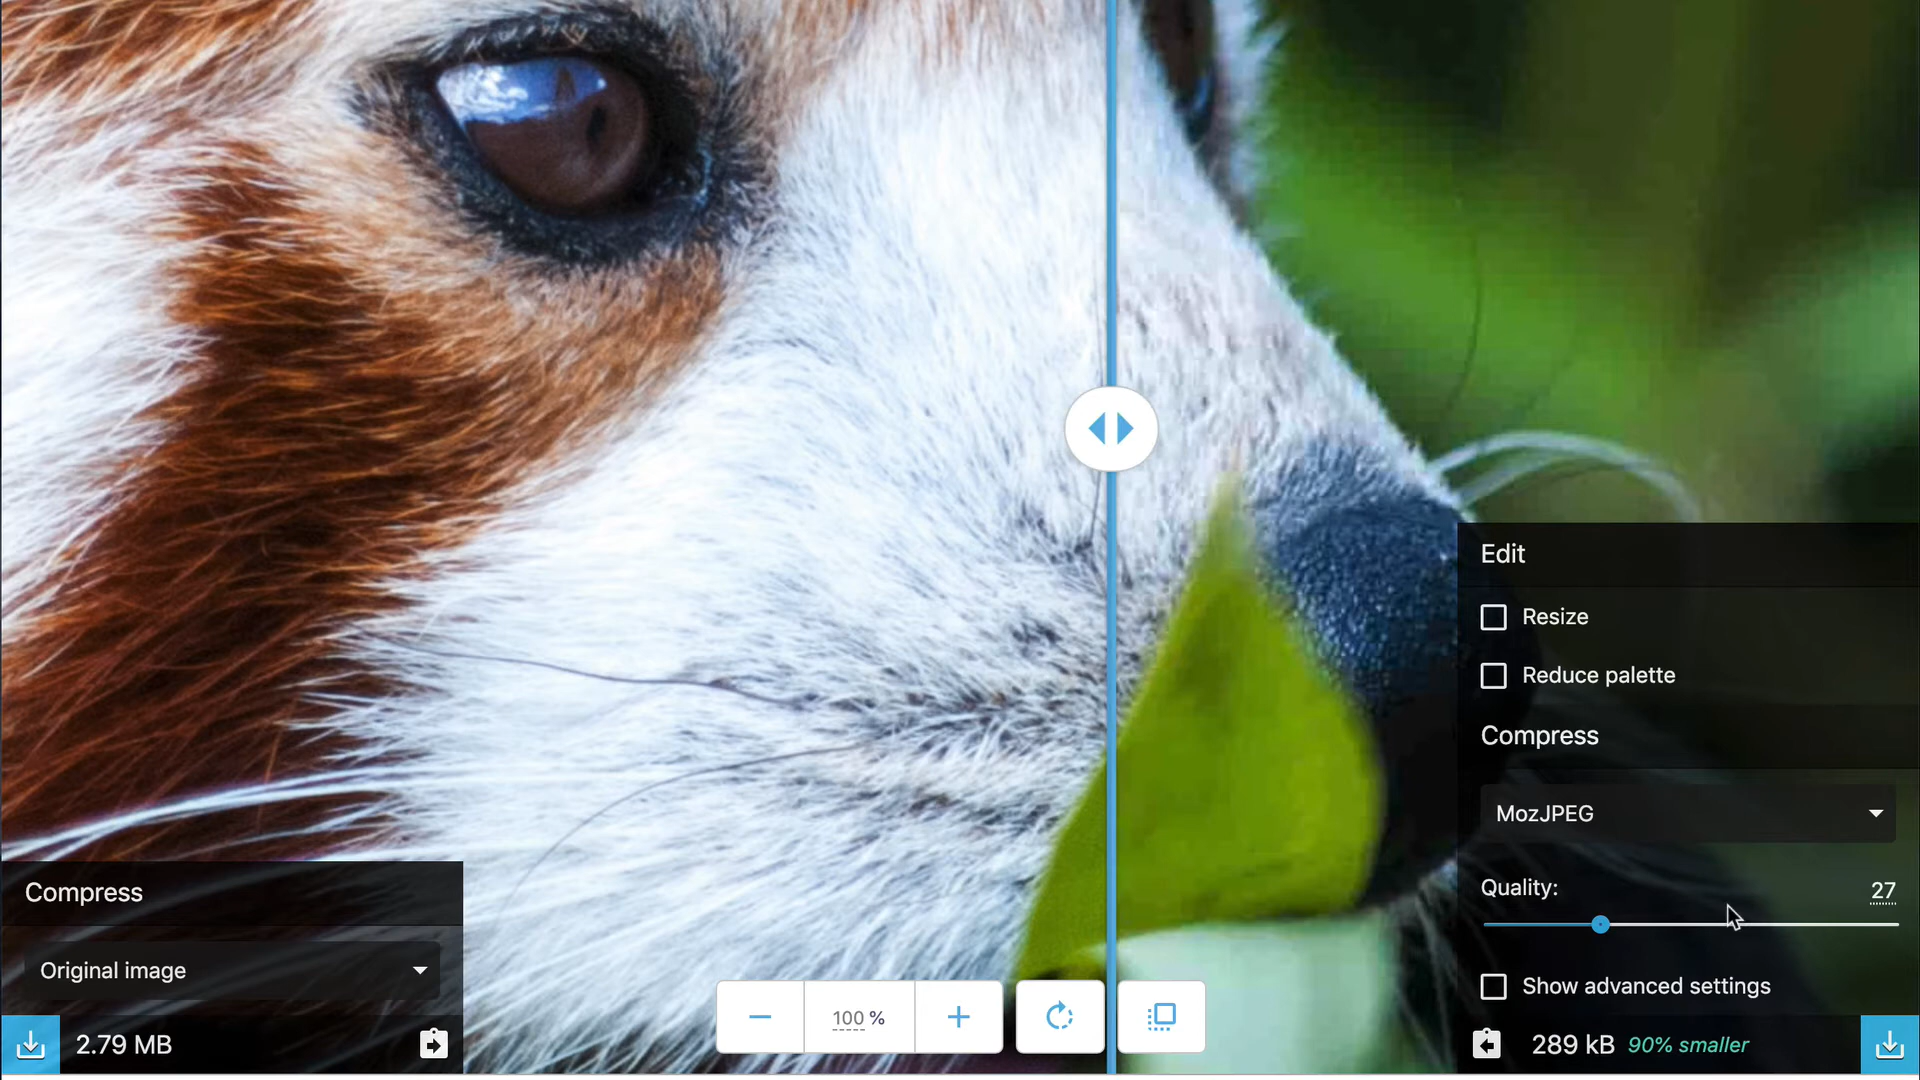 Edit
Resize
Reduce palette
Compress
MozJPEG
Quality: 27
Show advanced settings
289 kB 90% smaller
Compress
Original image
2.79 MB
100 %